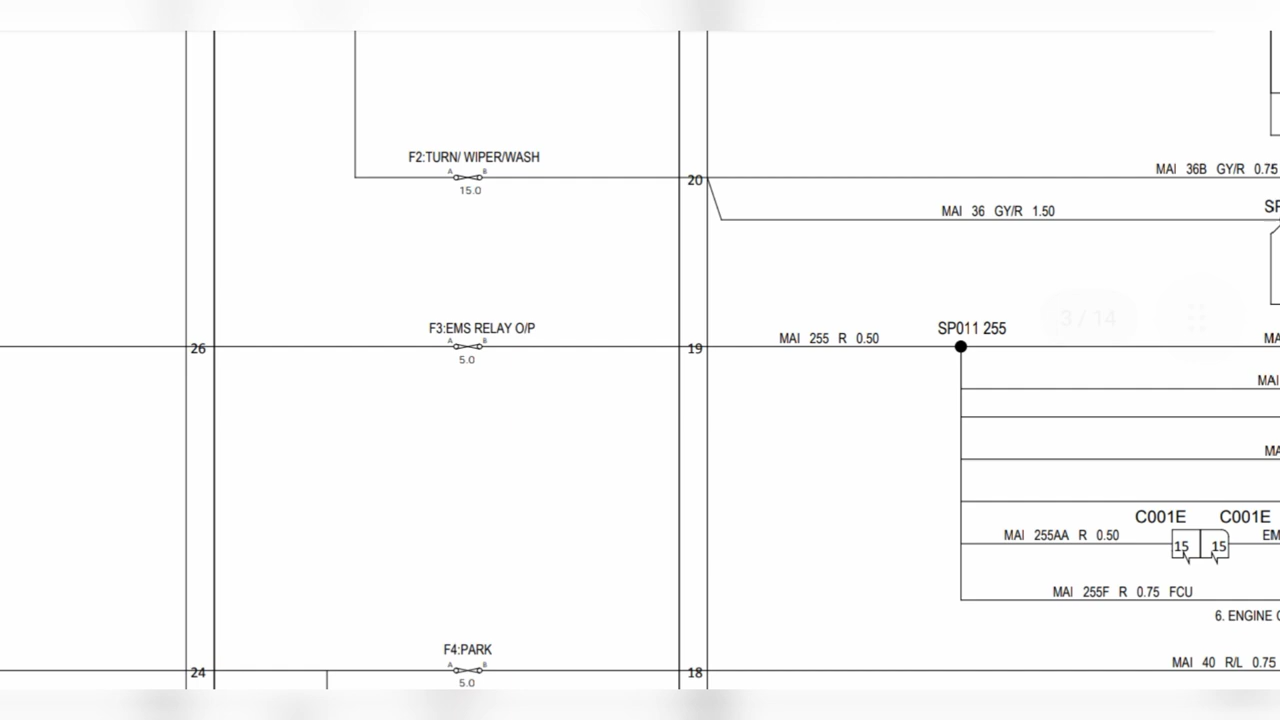 F2:TURN/ WIPER/WASH
A B
15.0
20
MAI 36B GY/R 0.75
MAI 36 GY/R 1.50
SP
3 / 14
F3:EMS RELAY O/P
A B
5.0
26
19
MAI 255 R 0.50
SP011 255
MA
MAI
MA
C001E C001E
MAI 255AA R 0.50
15 15
EM
MAI 255F R 0.75 FCU
6. ENGINE
F4:PARK
A B
5.0
24
18
MAI 40 R/L 0.75